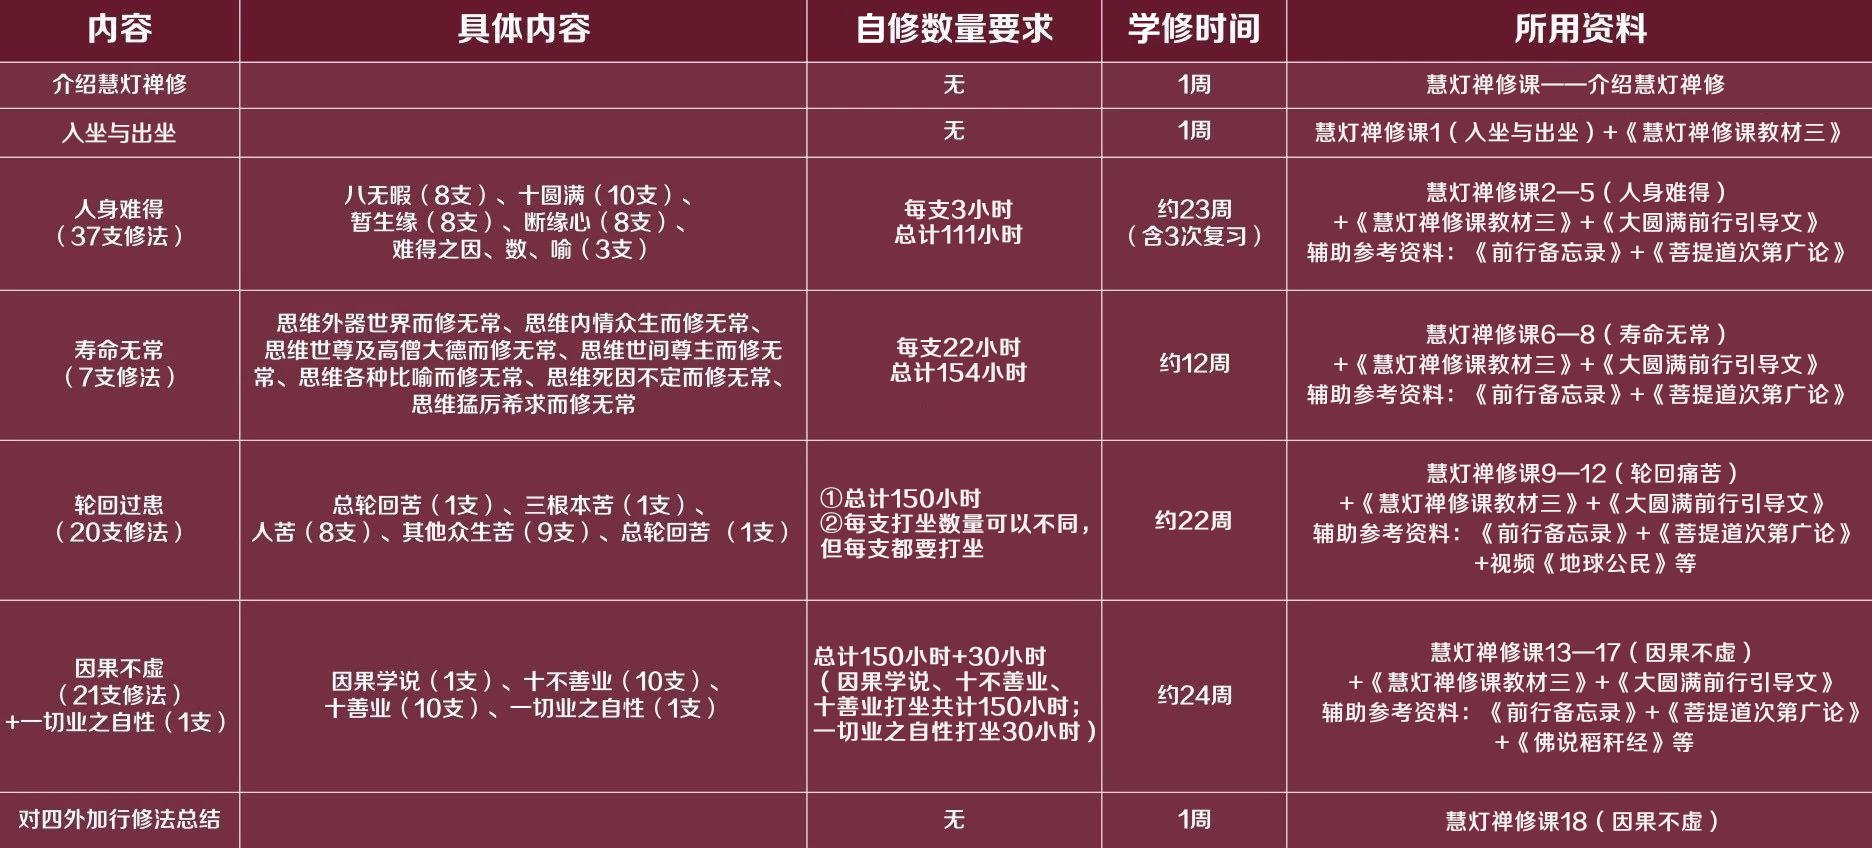 内容
具体内容
自修数量要求
学修时间
所用资料
介绍慧灯禅修
无
1周
慧灯禅修课——介绍慧灯禅修
入坐与出坐
无
1周
慧灯禅修课1（入坐与出坐）+《慧灯禅修课教材三》
人身难得
（37支修法）
八无暇（8支）、十圆满（10支）、
暂生缘（8支）、断缘心（8支）、
难得之因、数、喻（3支）
每支3小时
总计111小时
约23周
（含3次复习）
慧灯禅修课2—5（人身难得）
+《慧灯禅修课教材三》+《大圆满前行引导文》
辅助参考资料：《前行备忘录》+《菩提道次第广论》
寿命无常
（7支修法）
思维外器世界而修无常、思维内情众生而修无常、
思维世尊及高僧大德而修无常、思维世间尊主而修无
常、思维各种比喻而修无常、思维死因不定而修无常、
思维猛厉希求而修无常
每支22小时
总计154小时
约12周
慧灯禅修课6—8（寿命无常）
+《慧灯禅修课教材三》+《大圆满前行引导文》
辅助参考资料：《前行备忘录》+《菩提道次第广论》
轮回过患
（20支修法）
总轮回苦（1支）、三根本苦（1支）、
人苦（8支）、其他众生苦（9支）、总轮回苦 （1支）
①总计150小时
②每支打坐数量可以不同，
但每支都要打坐
约22周
慧灯禅修课9—12（轮回痛苦）
+《慧灯禅修课教材三》+《大圆满前行引导文》
辅助参考资料：《前行备忘录》+《菩提道次第广论》
+视频《地球公民》等
因果不虚
（21支修法）
+一切业之自性（1支）
因果学说（1支）、十不善业（10支）、
十善业（10支）、一切业之自性（1支）
总计150小时+30小时
（因果学说、十不善业、
十善业打坐共计150小时；
一切业之自性打坐30小时）
约24周
慧灯禅修课13—17（因果不虚）
+《慧灯禅修课教材三》+《大圆满前行引导文》
辅助参考资料：《前行备忘录》+《菩提道次第广论》
+《佛说稻秆经》等
对四外加行修法总结
无
1周
慧灯禅修课18（因果不虚）